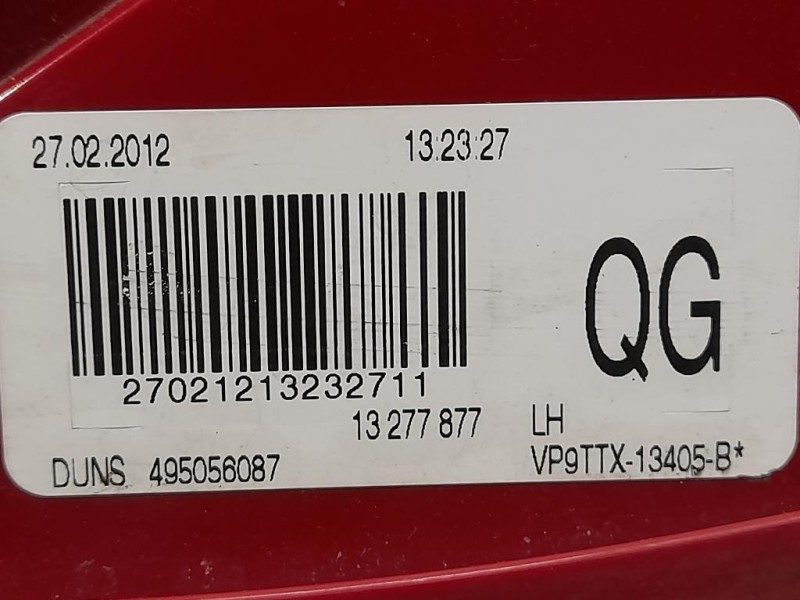 27.02.2012 13:23:27
QG
27021213232711
13 277 877
LH
DUNS 495056087
VP9TTX-13405-B*